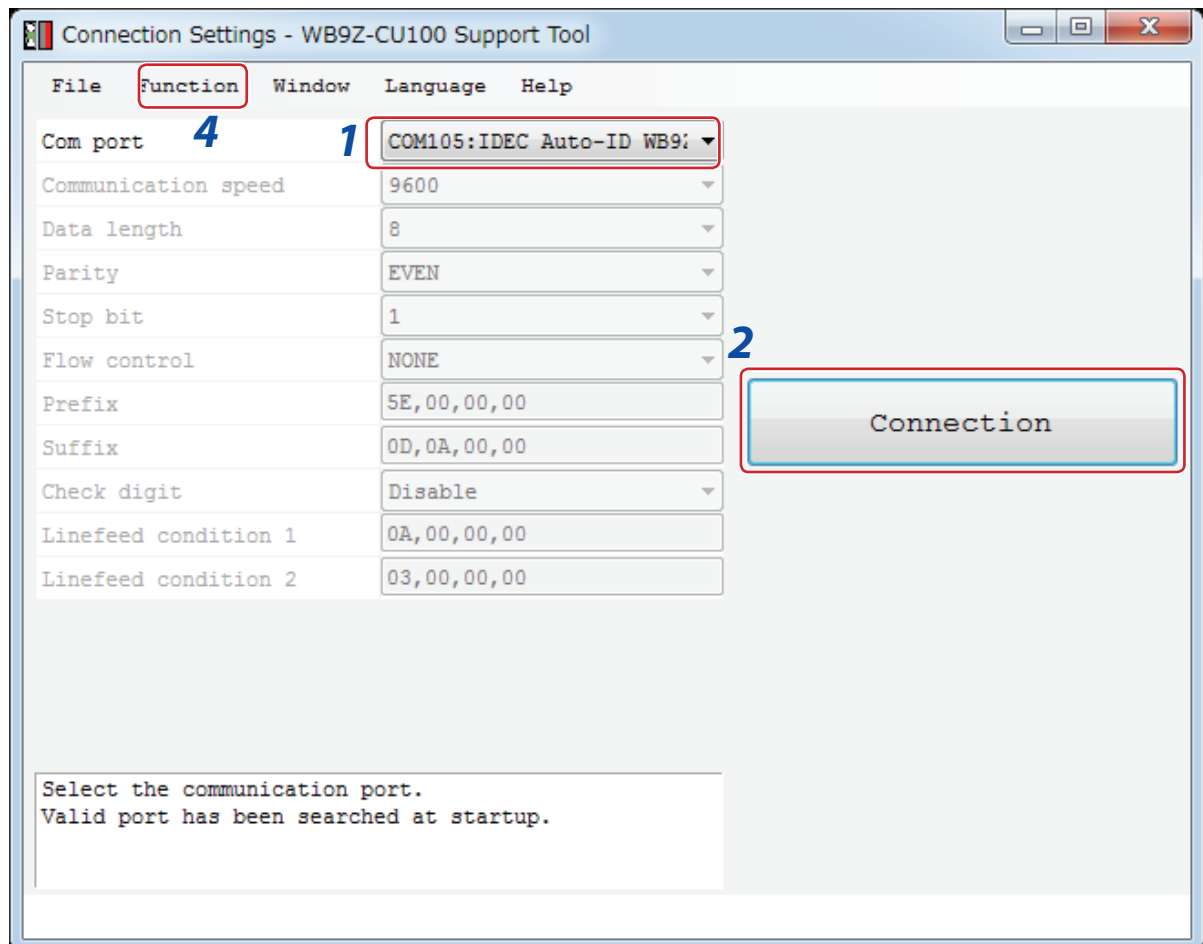 Connection Settings - WB9Z-CU100 Support Tool
File Function Window Language Help
4
Com port 1 COM105:IDEC Auto-ID WB9
Communication speed 9600
Data length 8
Parity EVEN
Stop bit 1
Flow control NONE
2
Prefix 5E,00,00,00
Connection
Suffix 0D,0A,00,00
Check digit Disable
Linefeed condition 1 0A,00,00,00
Linefeed condition 2 03,00,00,00
Select the communication port.
Valid port has been searched at startup.